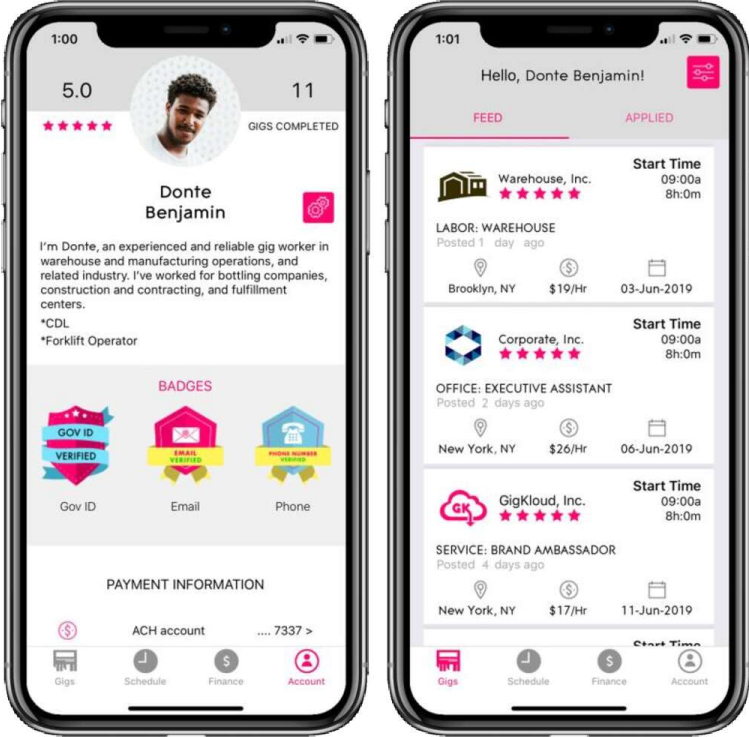 1:00
5.0
11
GIGS COMPLETED
Donte
Benjamin
I'm Donte, an experienced and reliable gig worker in
warehouse and manufacturing operations, and
related industry. I've worked for bottling companies,
construction and contracting, and fulfillment
centers.
*CDL
*Forklift Operator
BADGES
GOV ID
VERIFIED
EMAIL
VERIFIED
PHONE NUMBER
VERIFIED
Gov ID
Email
Phone
PAYMENT INFORMATION
ACH account
.... 7337 >
Gigs
Schedule
Finance
Account
1:01
Hello, Donte Benjamin!
FEED
APPLIED
Warehouse, Inc.
Start Time
09:00a
8h:0m
LABOR: WAREHOUSE
Posted 1 day ago
Brooklyn, NY
$19/Hr
03-Jun-2019
Corporate, Inc.
Start Time
09:00a
8h:0m
OFFICE: EXECUTIVE ASSISTANT
Posted 2 days ago
New York, NY
$26/Hr
06-Jun-2019
GK
GigKloud, Inc.
Start Time
09:00a
8h:0m
SERVICE: BRAND AMBASSADOR
Posted 4 days ago
New York, NY
$17/Hr
11-Jun-2019
Start Time
Gigs
Schedule
Finance
Account